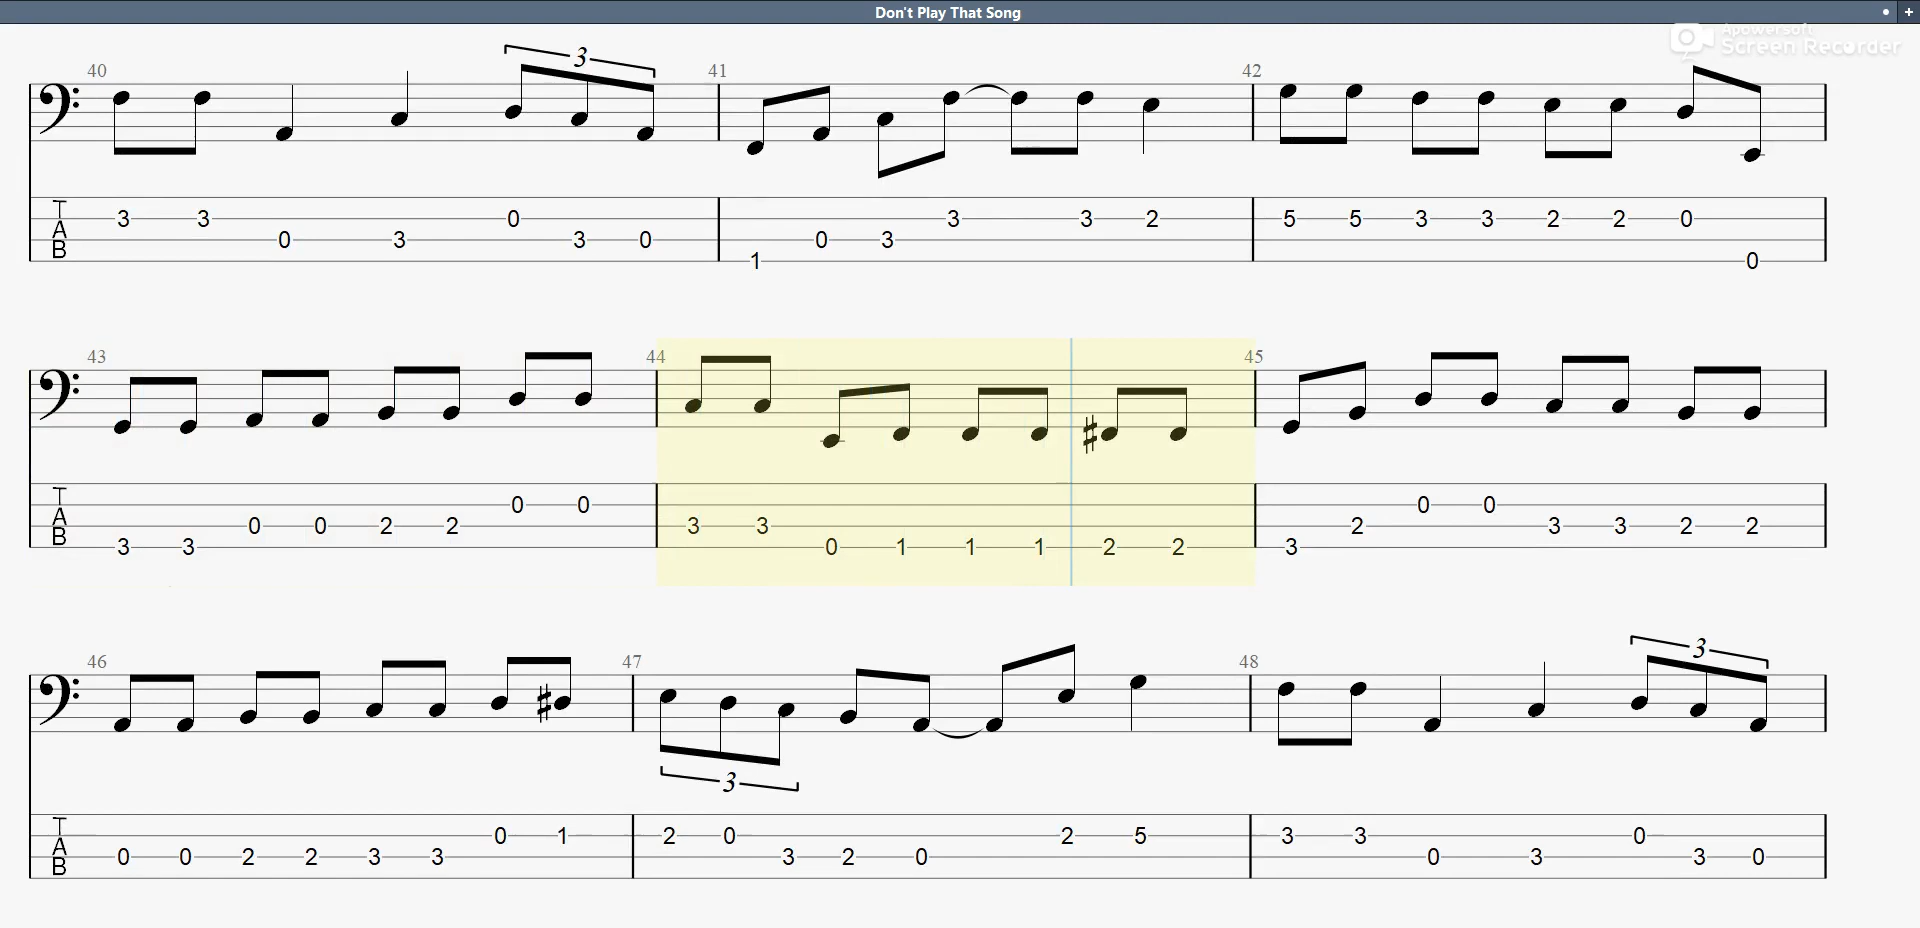 Don't Play That Song
Apowersoft
Screen Recorder
3
40 41 42
T
A
B
3 3 0 3 0 3 0 1 0 3 3 3 2 5 5 3 3 2 2 0 0
43 44 45
T
A
B
3 3 0 0 2 2 0 0 3 3 0 1 1 1 2 2 3 2 0 0 3 3 2 2
3
46 47 48
3
T
A
B
0 0 2 2 3 3 0 1 2 0 3 2 0 2 5 3 3 0 3 0 3 0